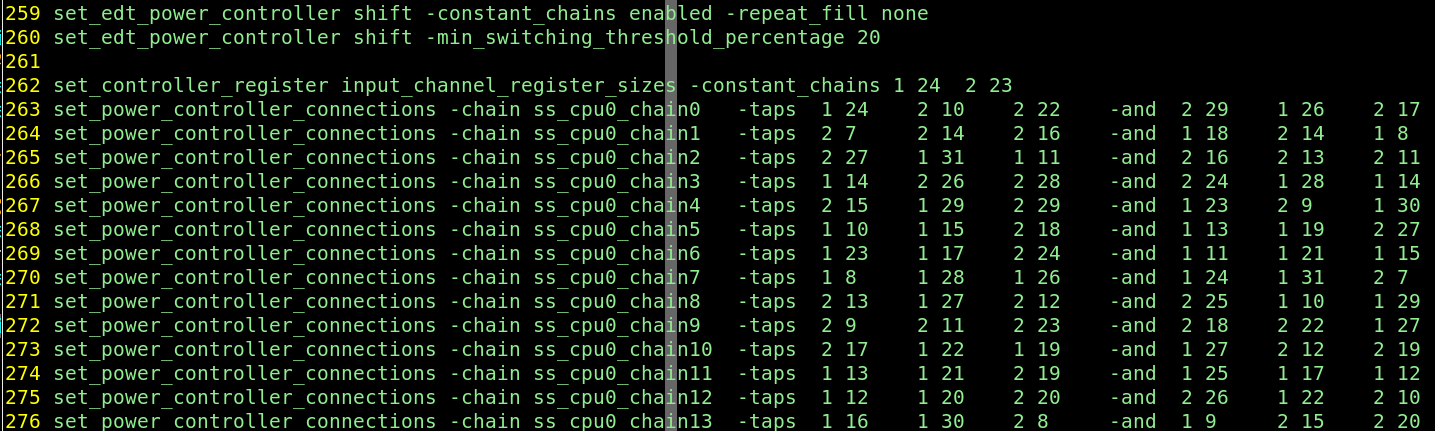 259 set_edt_power_controller shift -constant_chains enabled -repeat_fill none
260 set_edt_power_controller shift -min_switching_threshold_percentage 20
261
262 set_controller_register input_channel_register_sizes -constant_chains 1 24  2 23
263 set_power_controller_connections -chain ss_cpu0_chain0   -taps  1 24    2 10    2 22    -and  2 29    1 26    2 17
264 set_power_controller_connections -chain ss_cpu0_chain1   -taps  2 7     2 14    2 16    -and  1 18    2 14    1 8
265 set_power_controller_connections -chain ss_cpu0_chain2   -taps  2 27    1 31    1 11    -and  2 16    2 13    2 11
266 set_power_controller_connections -chain ss_cpu0_chain3   -taps  1 14    2 26    2 28    -and  2 24    1 28    1 14
267 set_power_controller_connections -chain ss_cpu0_chain4   -taps  2 15    1 29    2 29    -and  1 23    2 9     1 30
268 set_power_controller_connections -chain ss_cpu0_chain5   -taps  1 10    1 15    2 18    -and  1 13    1 19    2 27
269 set_power_controller_connections -chain ss_cpu0_chain6   -taps  1 23    1 17    2 24    -and  1 11    1 21    1 15
270 set_power_controller_connections -chain ss_cpu0_chain7   -taps  1 8     1 28    1 26    -and  1 24    1 31    2 7
271 set_power_controller_connections -chain ss_cpu0_chain8   -taps  2 13    1 27    2 12    -and  2 25    1 10    1 29
272 set_power_controller_connections -chain ss_cpu0_chain9   -taps  2 9     2 11    2 23    -and  2 18    2 22    1 27
273 set_power_controller_connections -chain ss_cpu0_chain10  -taps  2 17    1 22    1 19    -and  1 27    2 12    2 19
274 set_power_controller_connections -chain ss_cpu0_chain11  -taps  1 13    1 21    2 19    -and  1 25    1 17    1 12
275 set_power_controller_connections -chain ss_cpu0_chain12  -taps  1 12    1 20    2 20    -and  2 26    1 22    2 10
276 set_power_controller_connections -chain ss_cpu0_chain13  -taps  1 16    1 30    2 8     -and  1 9     2 15    2 20